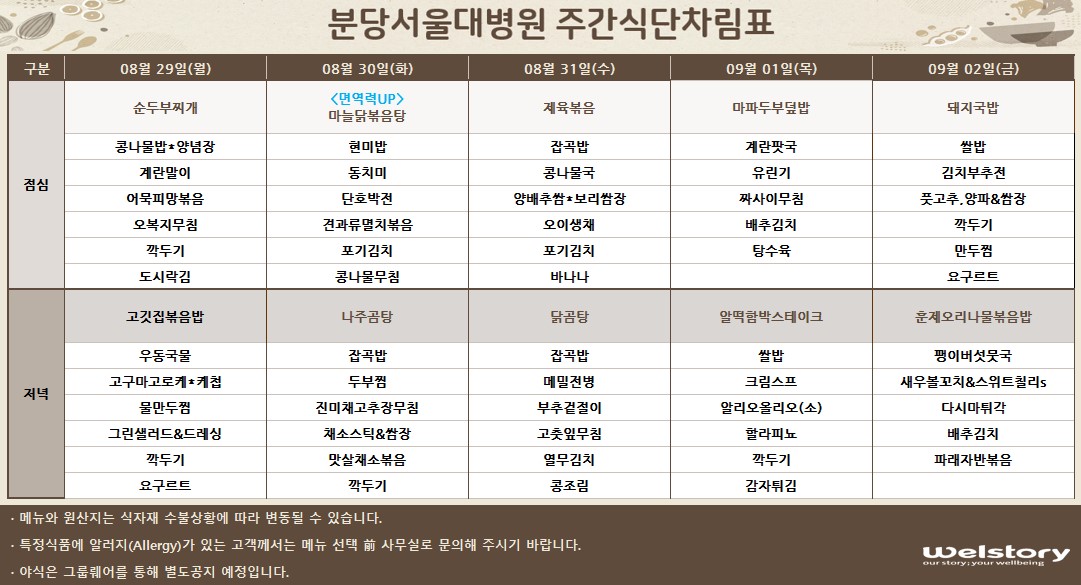 분당서울대병원 주간식단차림표
구분 08월 29일(월) 08월 30일(화) 08월 31일(수) 09월 01일(목) 09월 02일(금)
점심
순두부찌개 <면역력UP> 마늘닭볶음탕 제육볶음 마파두부덮밥 돼지국밥
콩나물밥*양념장 현미밥 잡곡밥 계란팟국 쌀밥
계란말이 동치미 콩나물국 유린기 김치부추전
어묵피망볶음 단호박전 양배추쌈*보리쌈장 짜사이무침 풋고추,양파&쌈장
오복지무침 견과류멸치볶음 오이생채 배추김치 깍두기
깍두기 포기김치 포기김치 탕수육 만두찜
도시락김 콩나물무침 바나나 요구르트
저녁
고깃집볶음밥 나주곰탕 닭곰탕 알떡함박스테이크 훈제오리나물볶음밥
우동국물 잡곡밥 잡곡밥 쌀밥 팽이버섯뭇국
고구마고로케*케첩 두부찜 메밀전병 크림스프 새우볼꼬치&스위트칠리s
물만두찜 진미채고추장무침 부추겉절이 알리오올리오(소) 다시마튀각
그린샐러드&드레싱 채소스틱&쌈장 고춧잎무침 할라피뇨 배추김치
깍두기 맛살채소볶음 열무김치 깍두기 파래자반볶음
요구르트 깍두기 콩조림 감자튀김
· 메뉴와 원산지는 식자재 수불상황에 따라 변동될 수 있습니다.
· 특정식품에 알러지(Allergy)가 있는 고객께서는 메뉴 선택 前 사무실로 문의해 주시기 바랍니다.
· 야식은 그룹웨어를 통해 별도공지 예정입니다.
welstory
our story; your wellbeing